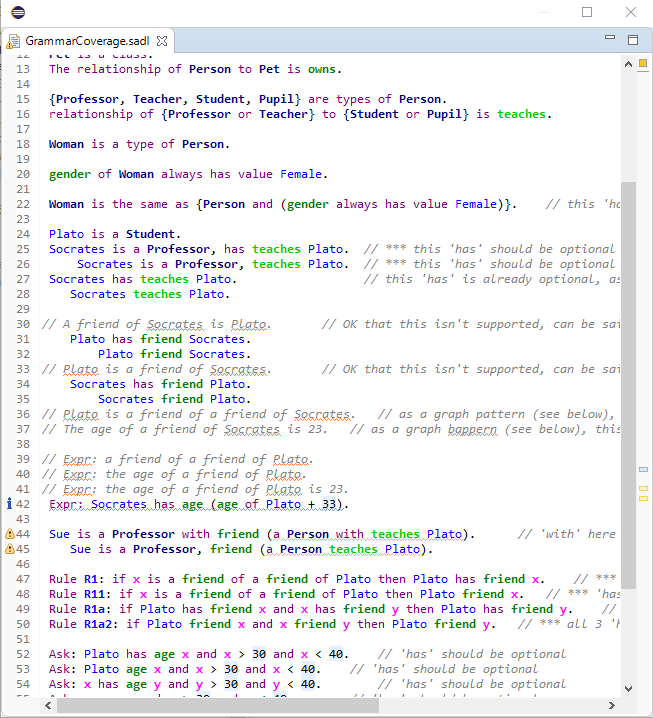 GrammarCoverage.sadl
12 Pet is a class.
13 The relationship of Person to Pet is owns.
14
15 {Professor, Teacher, Student, Pupil} are types of Person.
16 relationship of {Professor or Teacher} to {Student or Pupil} is teaches.
17
18 Woman is a type of Person.
19
20 gender of Woman always has value Female.
21
22 Woman is the same as {Person and (gender always has value Female)}. // this 'ha
23
24 Plato is a Student.
25 Socrates is a Professor, has teaches Plato. // *** this 'has' should be optional
26 Socrates is a Professor, teaches Plato. // *** this 'has' should be optional
27 Socrates has teaches Plato. // this 'has' is already optional, as
28 Socrates teaches Plato.
29
30 // A friend of Socrates is Plato. // OK that this isn't supported, can be sai
31 Plato has friend Socrates.
32 Plato friend Socrates.
33 // Plato is a friend of Socrates. // OK that this isn't supported, can be sai
34 Socrates has friend Plato.
35 Socrates friend Plato.
36 // Plato is a friend of a friend of Socrates. // as a graph pattern (see below),
37 // The age of a friend of Socrates is 23. // as a graph bappern (see below), this
38
39 // Expr: a friend of a friend of Plato.
40 // Expr: the age of a friend of Plato.
41 // Expr: the age of a friend of Plato is 23.
42 Expr: Socrates has age (age of Plato + 33).
43
44 Sue is a Professor with friend (a Person with teaches Plato). // 'with' here
45 Sue is a Professor, friend (a Person teaches Plato).
46
47 Rule R1: if x is a friend of a friend of Plato then Plato has friend x. // ***
48 Rule R11: if x is a friend of a friend of Plato then Plato friend x. // *** 'has
49 Rule R1a: if Plato has friend x and x has friend y then Plato has friend y. //
50 Rule R1a2: if Plato friend x and x friend y then Plato friend y. // *** all 3 'h
51
52 Ask: Plato has age x and x > 30 and x < 40. // 'has' should be optional
53 Ask: Plato age x and x > 30 and x < 40. // 'has' should be optional
54 Ask: x has age y and y > 30 and y < 40. // 'has' should be optional